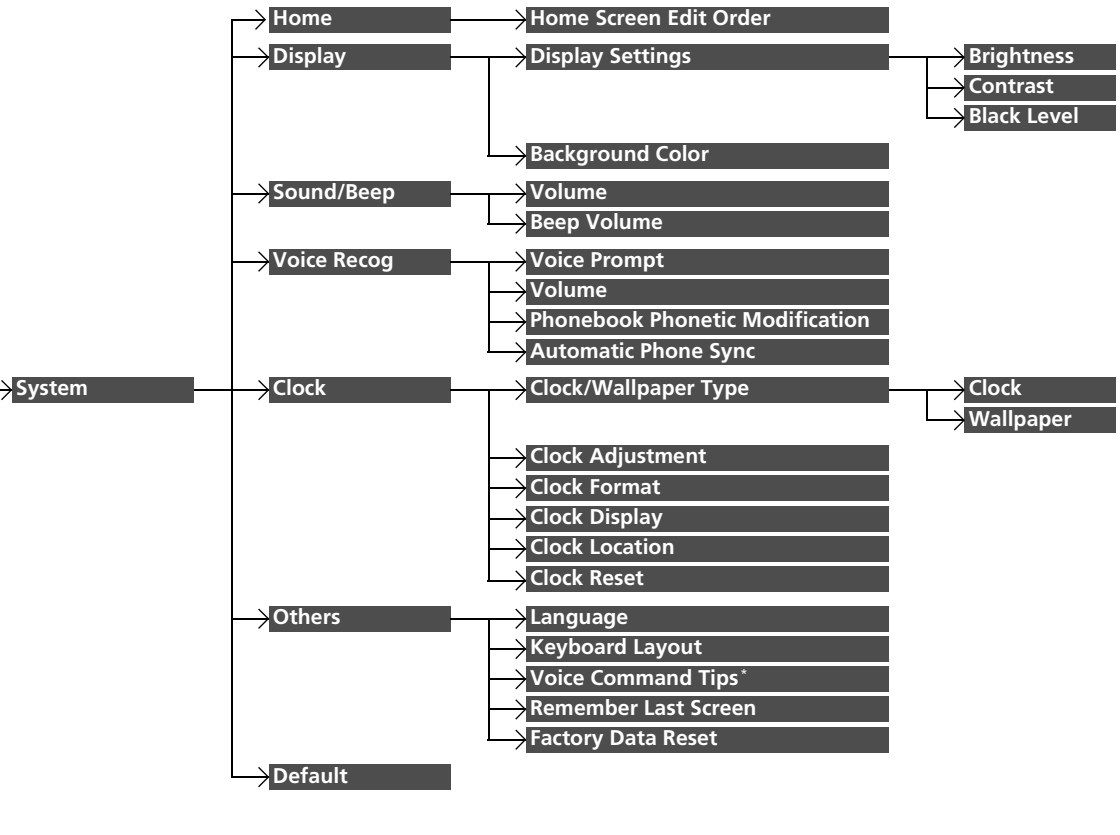 Home
Home Screen Edit Order
Display
Display Settings
Brightness
Contrast
Black Level
Background Color
Sound/Beep
Volume
Beep Volume
Voice Recog
Voice Prompt
Volume
Phonebook Phonetic Modification
Automatic Phone Sync
System
Clock
Clock/Wallpaper Type
Clock
Wallpaper
Clock Adjustment
Clock Format
Clock Display
Clock Location
Clock Reset
Others
Language
Keyboard Layout
Voice Command Tips*
Remember Last Screen
Factory Data Reset
Default